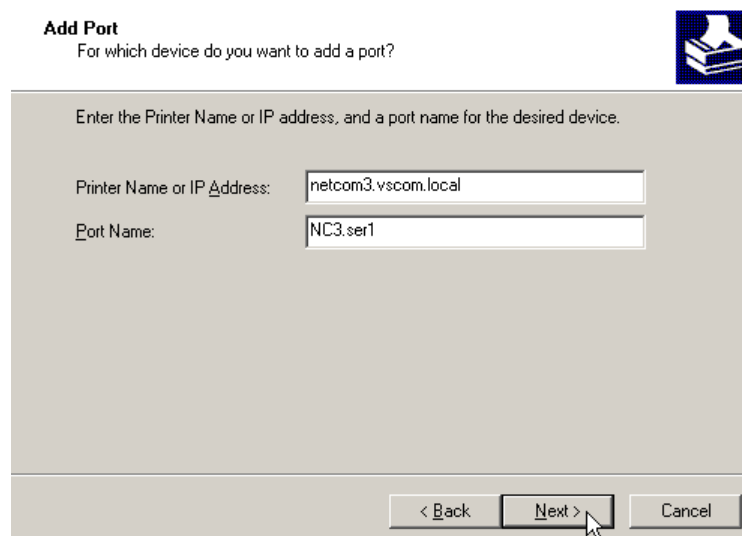 Add Port
For which device do you want to add a port?
Enter the Printer Name or IP address, and a port name for the desired device.
Printer Name or IP Address: netcom3.vscom.local
Port Name: NC3.ser1
< Back Next > Cancel